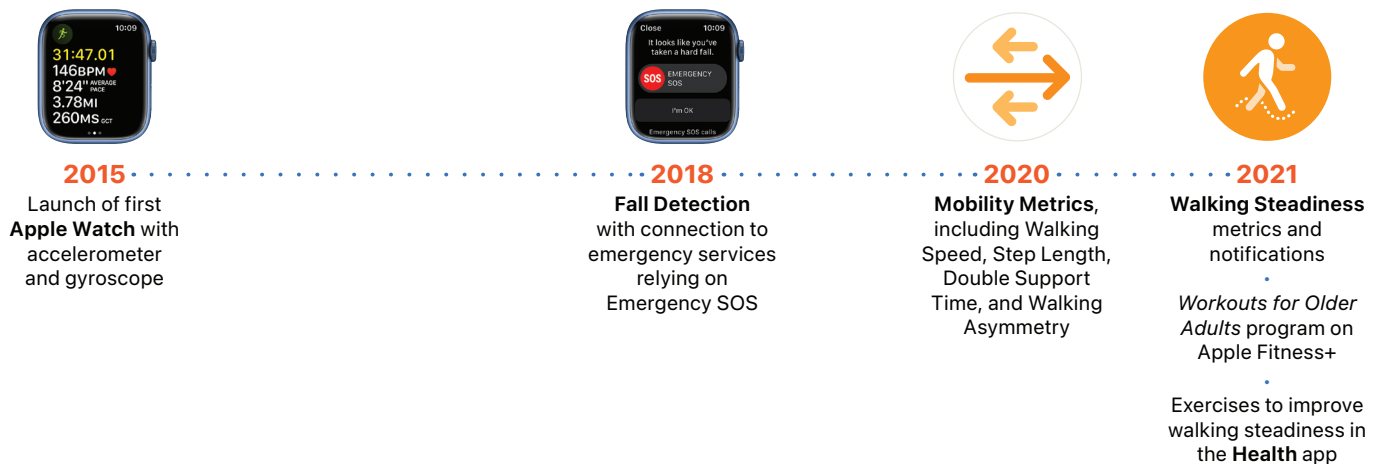 10:09
31:47.01
146BPM
8'24" AVERAGE PACE
3.78MI
260MS GCT
Close 10:09
It looks like you've
taken a hard fall.
SOS EMERGENCY SOS
I'm OK
Emergency SOS calls
2015
Launch of first
Apple Watch with
accelerometer
and gyroscope
2018
Fall Detection
with connection to
emergency services
relying on
Emergency SOS
2020
Mobility Metrics,
including Walking
Speed, Step Length,
Double Support
Time, and Walking
Asymmetry
2021
Walking Steadiness
metrics and
notifications
Workouts for Older
Adults program on
Apple Fitness+
Exercises to improve
walking steadiness in
the Health app